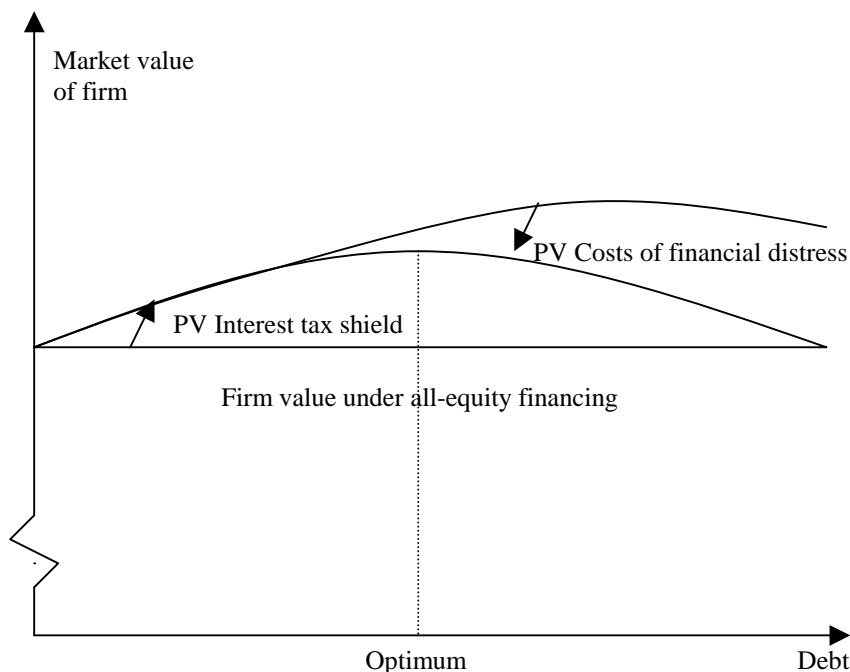 Market value
of firm
PV Costs of financial distress
PV Interest tax shield
Firm value under all-equity financing
Optimum
Debt